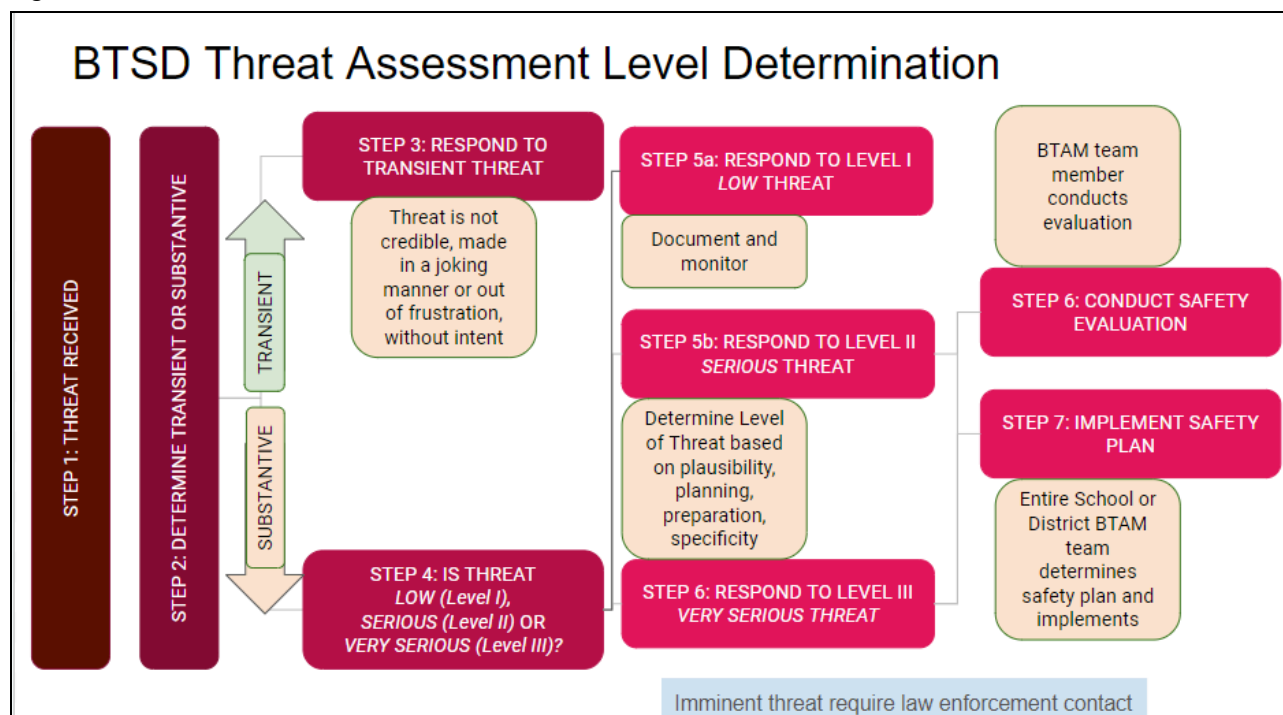 BTSD Threat Assessment Level Determination
STEP 1: THREAT RECEIVED
STEP 2: DETERMINE TRANSIENT OR SUBSTANTIVE
TRANSIENT
SUBSTANTIVE
STEP 3: RESPOND TO
TRANSIENT THREAT
Threat is not
credible, made
in a joking
manner or out
of frustration,
without intent
STEP 4: IS THREAT
LOW (Level I),
SERIOUS (Level II) OR
VERY SERIOUS (Level III)?
STEP 5a: RESPOND TO LEVEL I
LOW THREAT
Document and
monitor
STEP 5b: RESPOND TO LEVEL II
SERIOUS THREAT
Determine Level
of Threat based
on plausibility,
planning,
preparation,
specificity
STEP 6: RESPOND TO LEVEL III
VERY SERIOUS THREAT
BTAM team
member
conducts
evaluation
STEP 6: CONDUCT SAFETY
EVALUATION
STEP 7: IMPLEMENT SAFETY
PLAN
Entire School or
District BTAM
team
determines
safety plan and
implements
Imminent threat require law enforcement contact